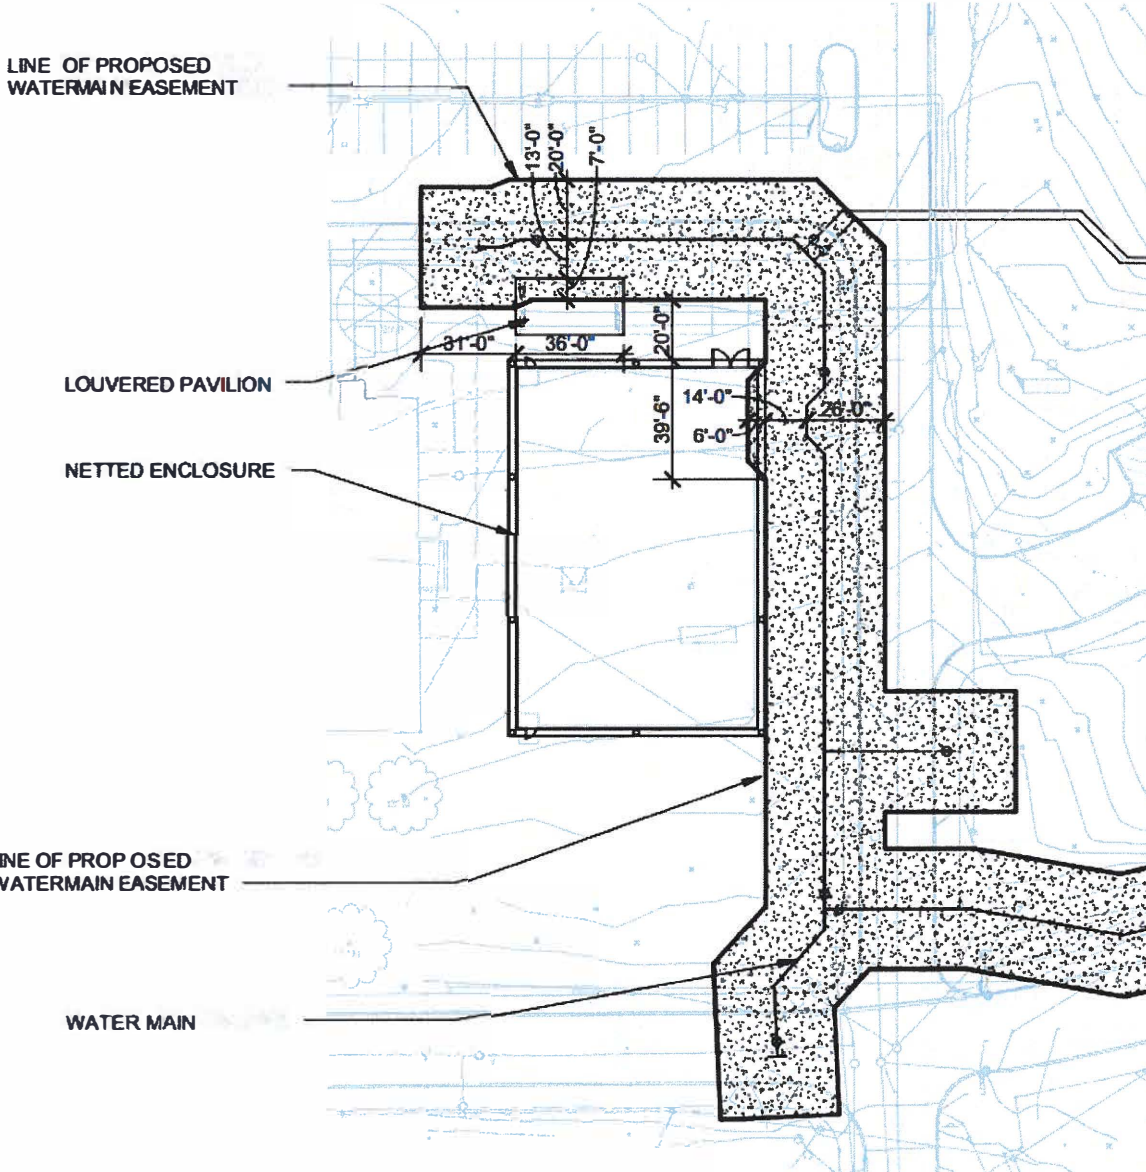 LINE OF PROPOSED
WATERMAIN EASEMENT
13'-0"
20'-0"
7'-0"
31'-0"
36'-0"
20'-0"
LOUVERED PAVILION
14'-0"
26'-0"
39'-6"
6'-0"
NETTED ENCLOSURE
INE OF PROPOSED
WATERMAIN EASEMENT
WATER MAIN